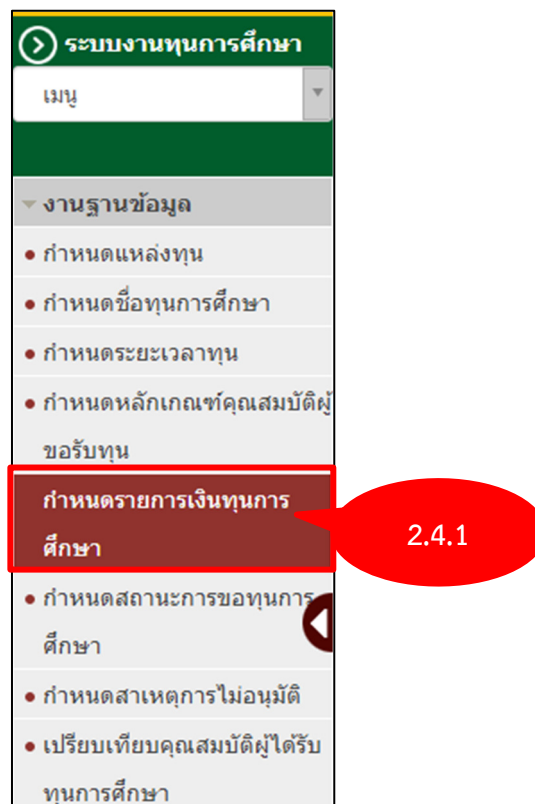 ระบบงานทุนการศึกษา
เมนู
งานฐานข้อมูล
กำหนดแหล่งทุน
กำหนดชื่อทุนการศึกษา
กำหนดระยะเวลาทุน
กำหนดหลักเกณฑ์คุณสมบัติผู้
ขอรับทุน
กำหนดรายการเงินทุนการ
ศึกษา
2.4.1
กำหนดสถานะการขอทุนการ
ศึกษา
กำหนดสาเหตุการไม่อนุมัติ
เปรียบเทียบคุณสมบัติผู้ได้รับ
ทุนการศึกษา